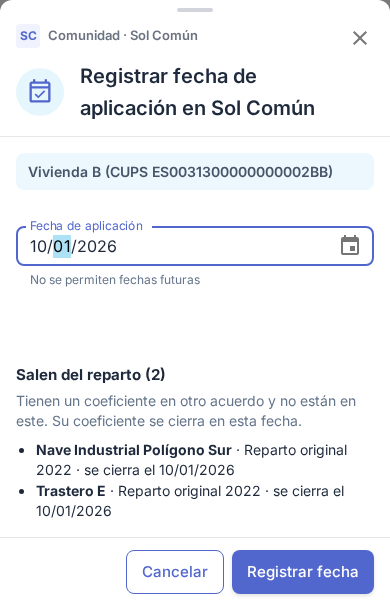 SC Comunidad · Sol Común
Registrar fecha de
aplicación en Sol Común
Vivienda B (CUPS ES0031300000000002BB)
Fecha de aplicación
10/01/2026
No se permiten fechas futuras
Salen del reparto (2)
Tienen un coeficiente en otro acuerdo y no están en
este. Su coeficiente se cierra en esta fecha.
• Nave Industrial Polígono Sur · Reparto original
2022 · se cierra el 10/01/2026
• Trastero E · Reparto original 2022 · se cierra el
10/01/2026
Cancelar
Registrar fecha